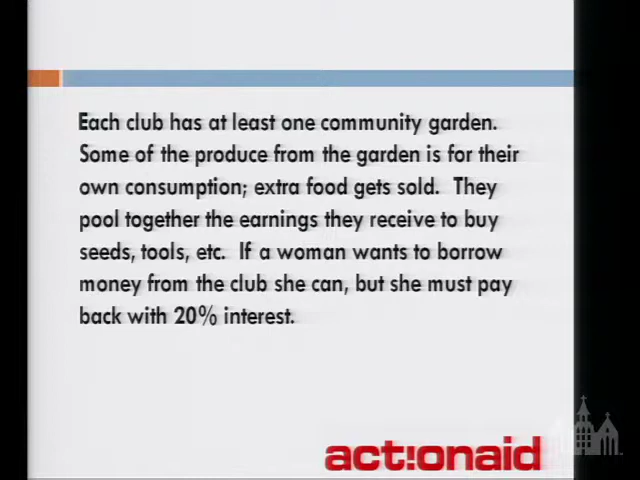 Each club has at least one community garden.
Some of the produce from the garden is for their
own consumption; extra food gets sold.  They
pool together the earnings they receive to buy
seeds, tools, etc.  If a woman wants to borrow
money from the club she can, but she must pay
back with 20% interest.
act!onaid